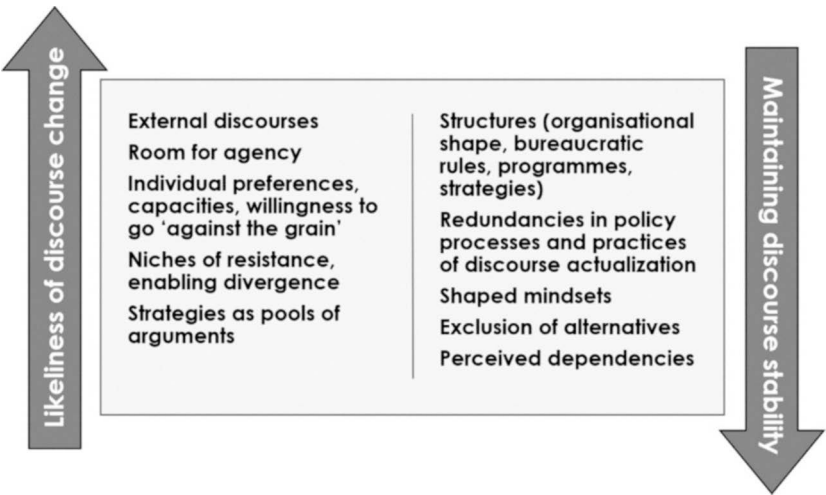 Likeliness of discourse change
External discourses
Room for agency
Individual preferences,
capacities, willingness to
go ‘against the grain’
Niches of resistance,
enabling divergence
Strategies as pools of
arguments
Structures (organisational
shape, bureaucratic
rules, programmes,
strategies)
Redundancies in policy
processes and practices
of discourse actualization
Shaped mindsets
Exclusion of alternatives
Perceived dependencies
Maintaining discourse stability